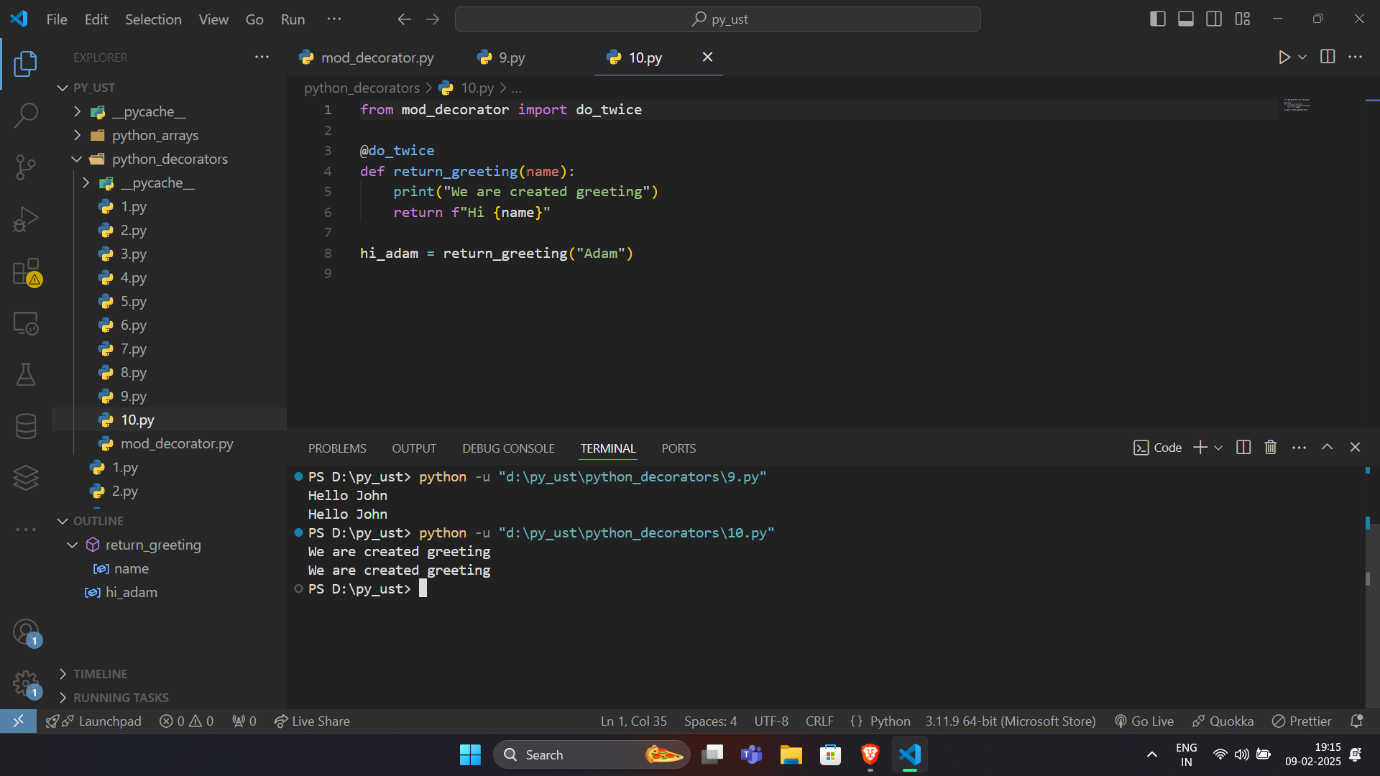 File Edit Selection View Go Run ··· py_ust
EXPLORER ···
PY_UST
__pycache__
python_arrays
python_decorators
__pycache__
1.py
2.py
3.py
4.py
5.py
6.py
7.py
8.py
9.py
10.py
mod_decorator.py
1.py
2.py
OUTLINE
return_greeting
name
hi_adam
TIMELINE
RUNNING TASKS
1
1
mod_decorator.py 9.py 10.py
python_decorators > 10.py > ...
1 from mod_decorator import do_twice
2
3 @do_twice
4 def return_greeting(name):
5 print("We are created greeting")
6 return f"Hi {name}"
7
8 hi_adam = return_greeting("Adam")
9
PROBLEMS OUTPUT DEBUG CONSOLE TERMINAL PORTS Code
PS D:\py_ust> python -u "d:\py_ust\python_decorators\9.py"
Hello John
Hello John
PS D:\py_ust> python -u "d:\py_ust\python_decorators\10.py"
We are created greeting
We are created greeting
PS D:\py_ust>
Launchpad 0 0 0 Live Share Ln 1, Col 35 Spaces: 4 UTF-8 CRLF {} Python 3.11.9 64-bit (Microsoft Store) Go Live Quokka Prettier
Search
ENG
IN
19:15
09-02-2025